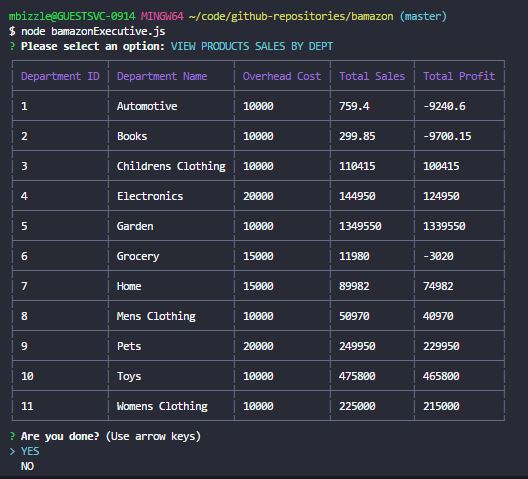 mbizzle@GUESTSVC-0914 MINGW64 ~/code/github-repositories/bamazon (master)
$ node bamazonExecutive.js
? Please select an option: VIEW PRODUCTS SALES BY DEPT
Department ID Department Name Overhead Cost Total Sales Total Profit
1 Automotive 10000 759.4 -9240.6
2 Books 10000 299.85 -9700.15
3 Childrens Clothing 10000 110415 100415
4 Electronics 20000 144950 124950
5 Garden 10000 1349550 1339550
6 Grocery 15000 11980 -3020
7 Home 15000 89982 74982
8 Mens Clothing 10000 50970 40970
9 Pets 20000 249950 229950
10 Toys 10000 475800 465800
11 Womens Clothing 10000 225000 215000
? Are you done? (Use arrow keys)
> YES
NO